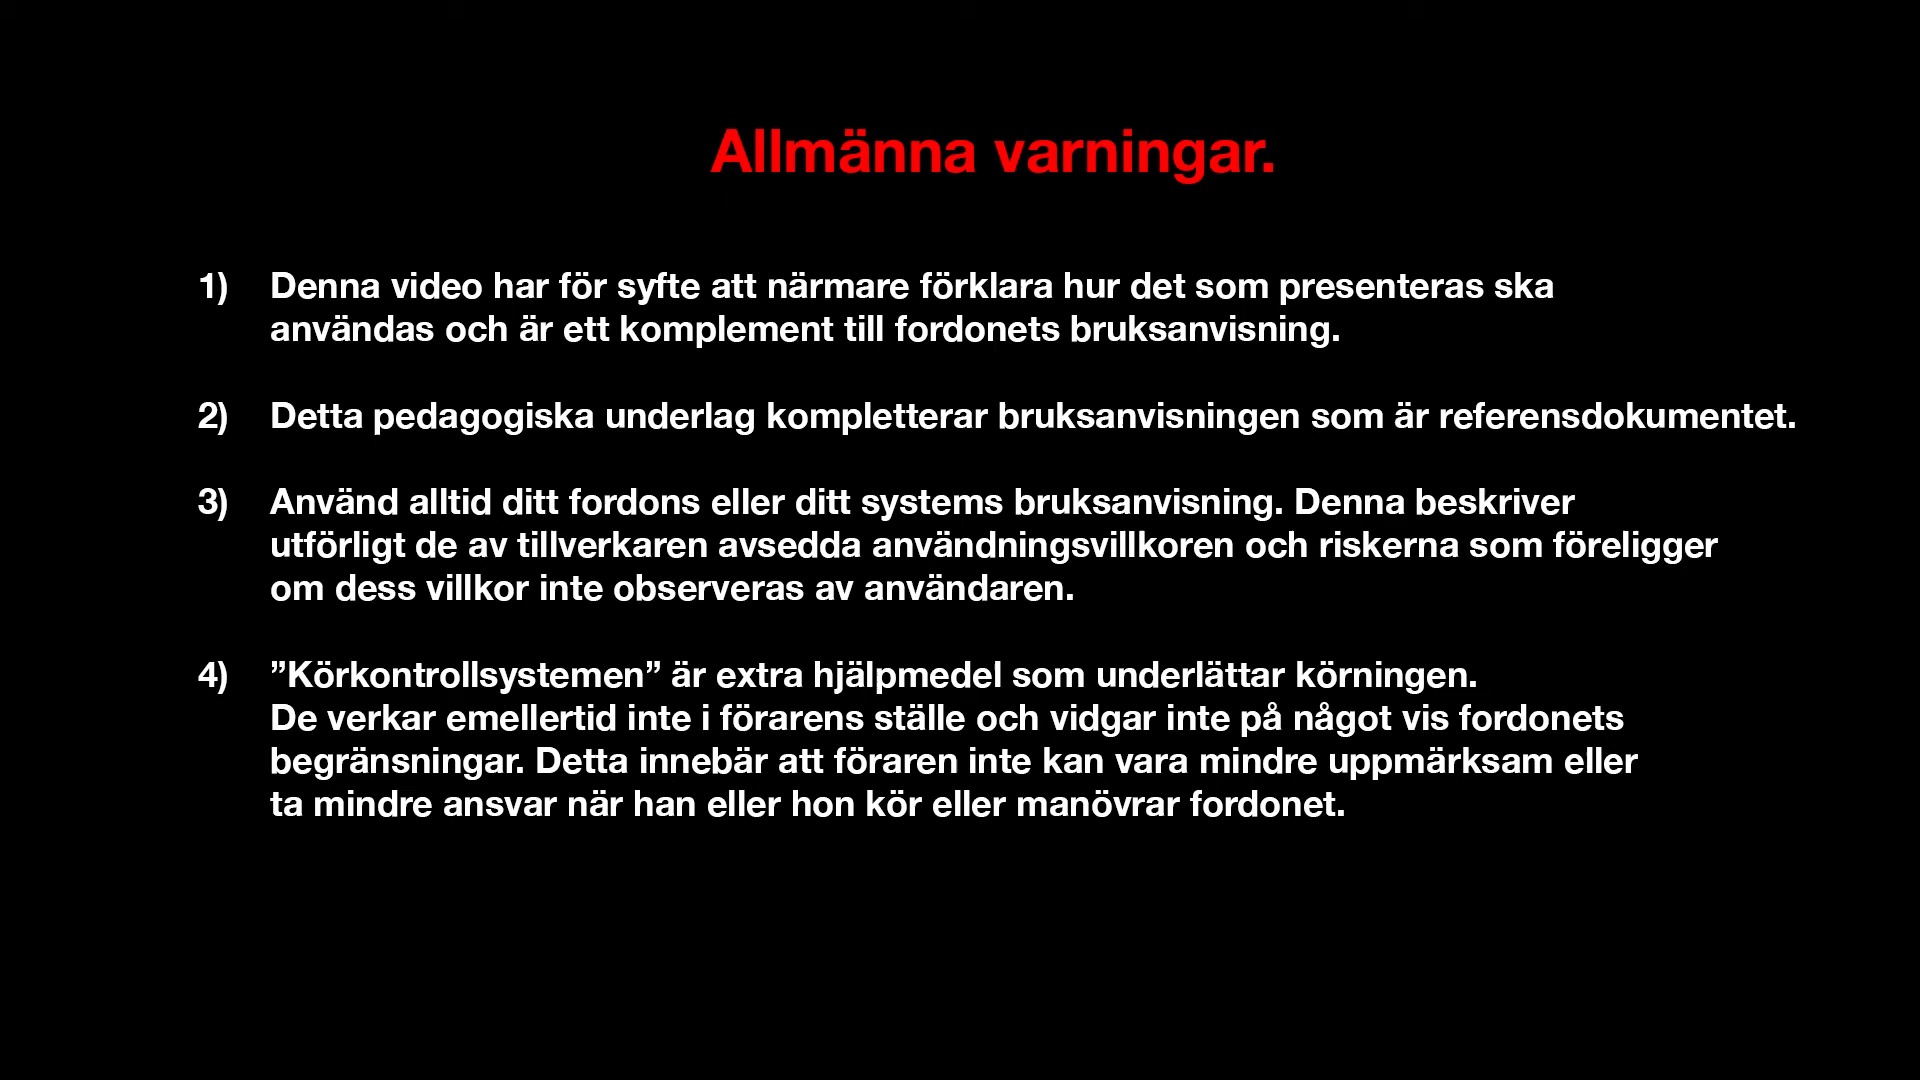 Allmänna varningar.
1) Denna video har för syfte att närmare förklara hur det som presenteras ska
användas och är ett komplement till fordonets bruksanvisning.
2) Detta pedagogiska underlag kompletterar bruksanvisningen som är referensdokumentet.
3) Använd alltid ditt fordons eller ditt systems bruksanvisning. Denna beskriver
utförligt de av tillverkaren avsedda användningsvillkoren och riskerna som föreligger
om dess villkor inte observeras av användaren.
4) ”Körkontrollsystemen” är extra hjälpmedel som underlättar körningen.
De verkar emellertid inte i förarens ställe och vidgar inte på något vis fordonets
begränsningar. Detta innebär att föraren inte kan vara mindre uppmärksam eller
ta mindre ansvar när han eller hon kör eller manövrar fordonet.